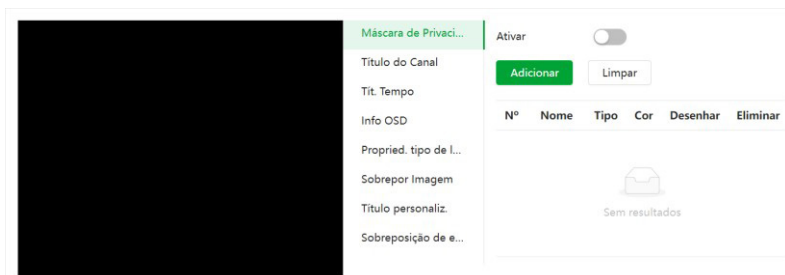 Máscara de Privaci...
Título do Canal
Tit. Tempo
Info OSD
Propried. tipo de l...
Sobrepor Imagem
Título personaliz.
Sobreposição de e...
Ativar
Adicionar Limpar
Nº Nome Tipo Cor Desenhar Eliminar
Sem resultados